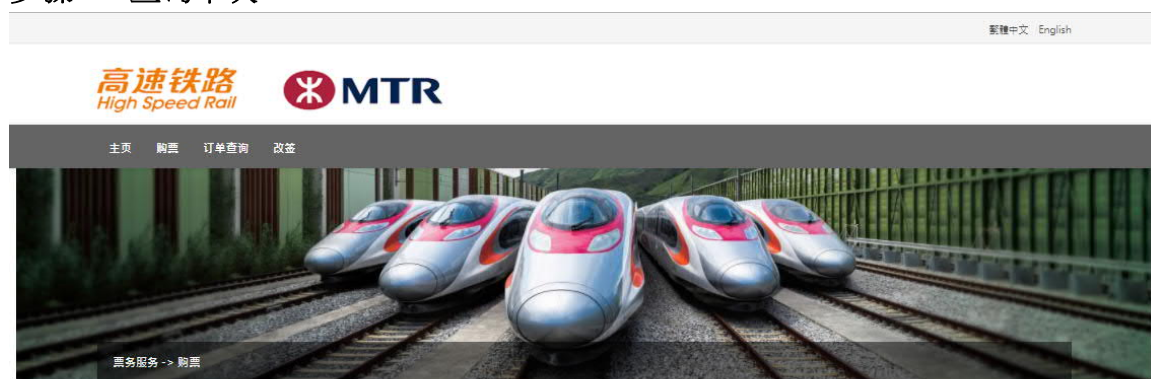 繁體中文 English
高速铁路
High Speed Rail
MTR
主页 购票 订单查询 改签
票务服务 -> 购票